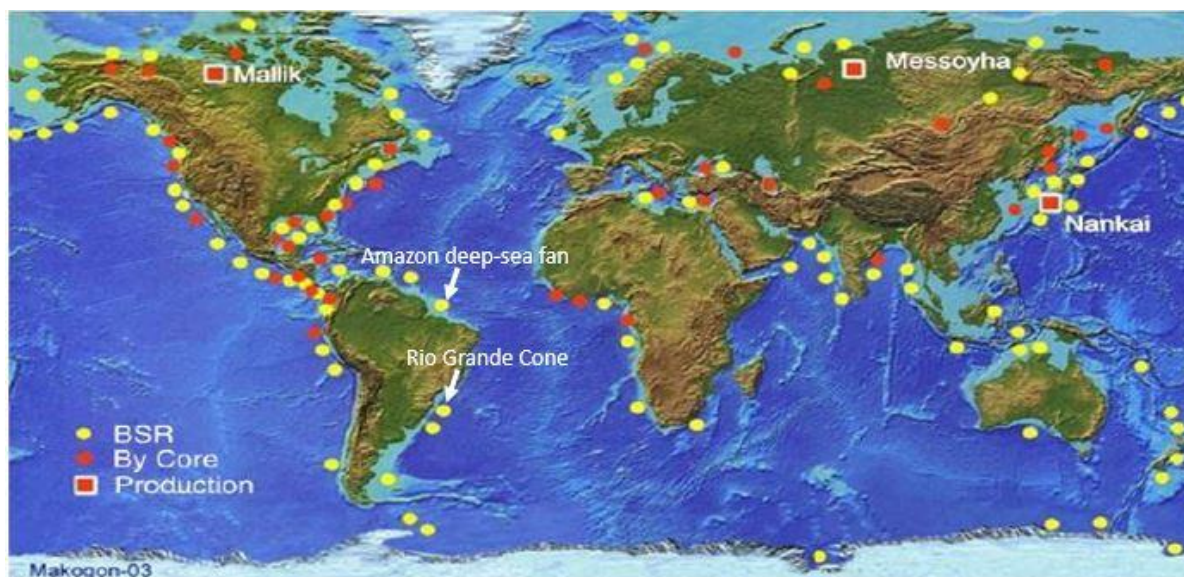 Mallik
Messoyha
Nankai
Amazon deep-sea fan
Rio Grande Cone
BSR
By Core
Production
Makogon-03